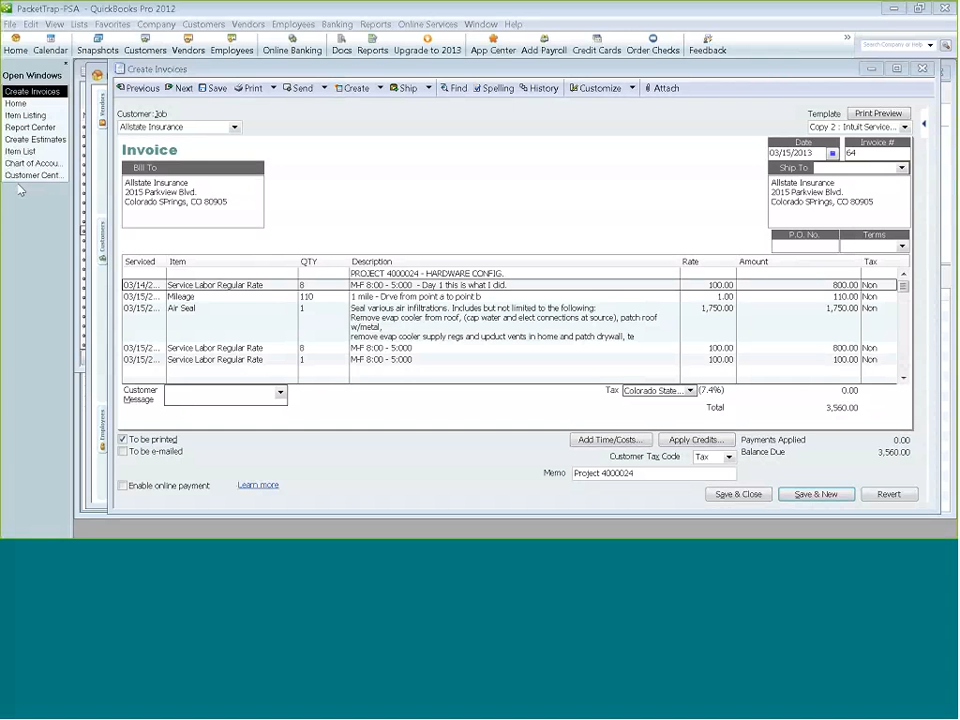 PacketTrap-PSA - QuickBooks Pro 2012
File Edit View Lists Favorites Company Customers Vendors Employees Banking Reports Online Services Window Help
Home Calendar Snapshots Customers Vendors Employees Online Banking Docs Reports Upgrade to 2013 App Center Add Payroll Credit Cards Order Checks Feedback
Search Company or Help
Open Windows
Create Invoices
Home
Item Listing
Report Center
Create Estimates
Item List
Chart of Accou...
Customer Cent...
Vendors
Customers
Employees
Create Invoices
Previous Next Save Print Send Create Ship Find Spelling History Customize Attach
Customer:Job
Allstate Insurance
Template Print Preview
Copy 2 : Intuit Service...
Invoice
Date Invoice #
03/15/2013 64
Bill To
Allstate Insurance
2015 Parkview Blvd.
Colorado SPrings, CO 80905
Ship To
Allstate Insurance
2015 Parkview Blvd.
Colorado SPrings, CO 80905
P.O. No. Terms
Serviced Item QTY Description Rate Amount Tax
PROJECT 4000024 - HARDWARE CONFIG.
03/14/2... Service Labor Regular Rate 8 M-F 8:00 - 5:000 - Day 1 this is what I did. 100.00 800.00 Non
03/15/2... Mileage 110 1 mile - Drve from point a to point b 1.00 110.00 Non
03/15/2... Air Seal 1 Seal various air infiltrations. Includes but not limited to the following: 1,750.00 1,750.00 Non
Remove evap cooler from roof, (cap water and elect connections at source), patch roof
w/metal,
remove evap cooler supply regs and upduct vents in home and patch drywall, te
03/15/2... Service Labor Regular Rate 8 M-F 8:00 - 5:000 100.00 800.00 Non
03/15/2... Service Labor Regular Rate 1 M-F 8:00 - 5:000 100.00 100.00 Non
Customer
Message
Tax Colorado State... (7.4%) 0.00
Total 3,560.00
To be printed
To be e-mailed
Add Time/Costs... Apply Credits... Payments Applied 0.00
Customer Tax Code Tax Balance Due 3,560.00
Memo Project 4000024
Enable online payment Learn more
Save & Close Save & New Revert